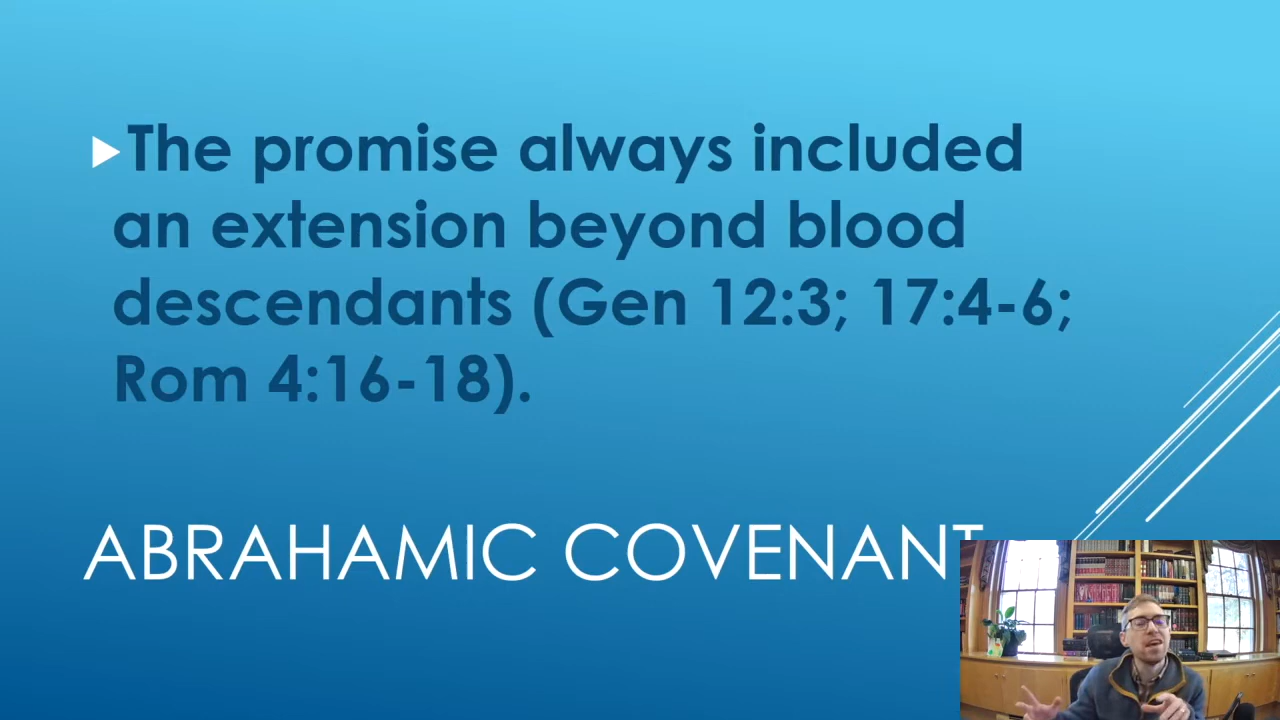 The promise always included
an extension beyond blood
descendants (Gen 12:3; 17:4-6;
Rom 4:16-18).
ABRAHAMIC COVENANT